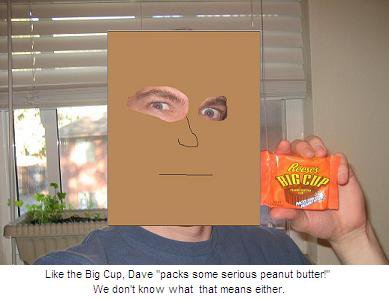 Reese's
BIG CUP
Like the Big Cup, Dave "packs some serious peanut butter!"
We don't know what that means either.